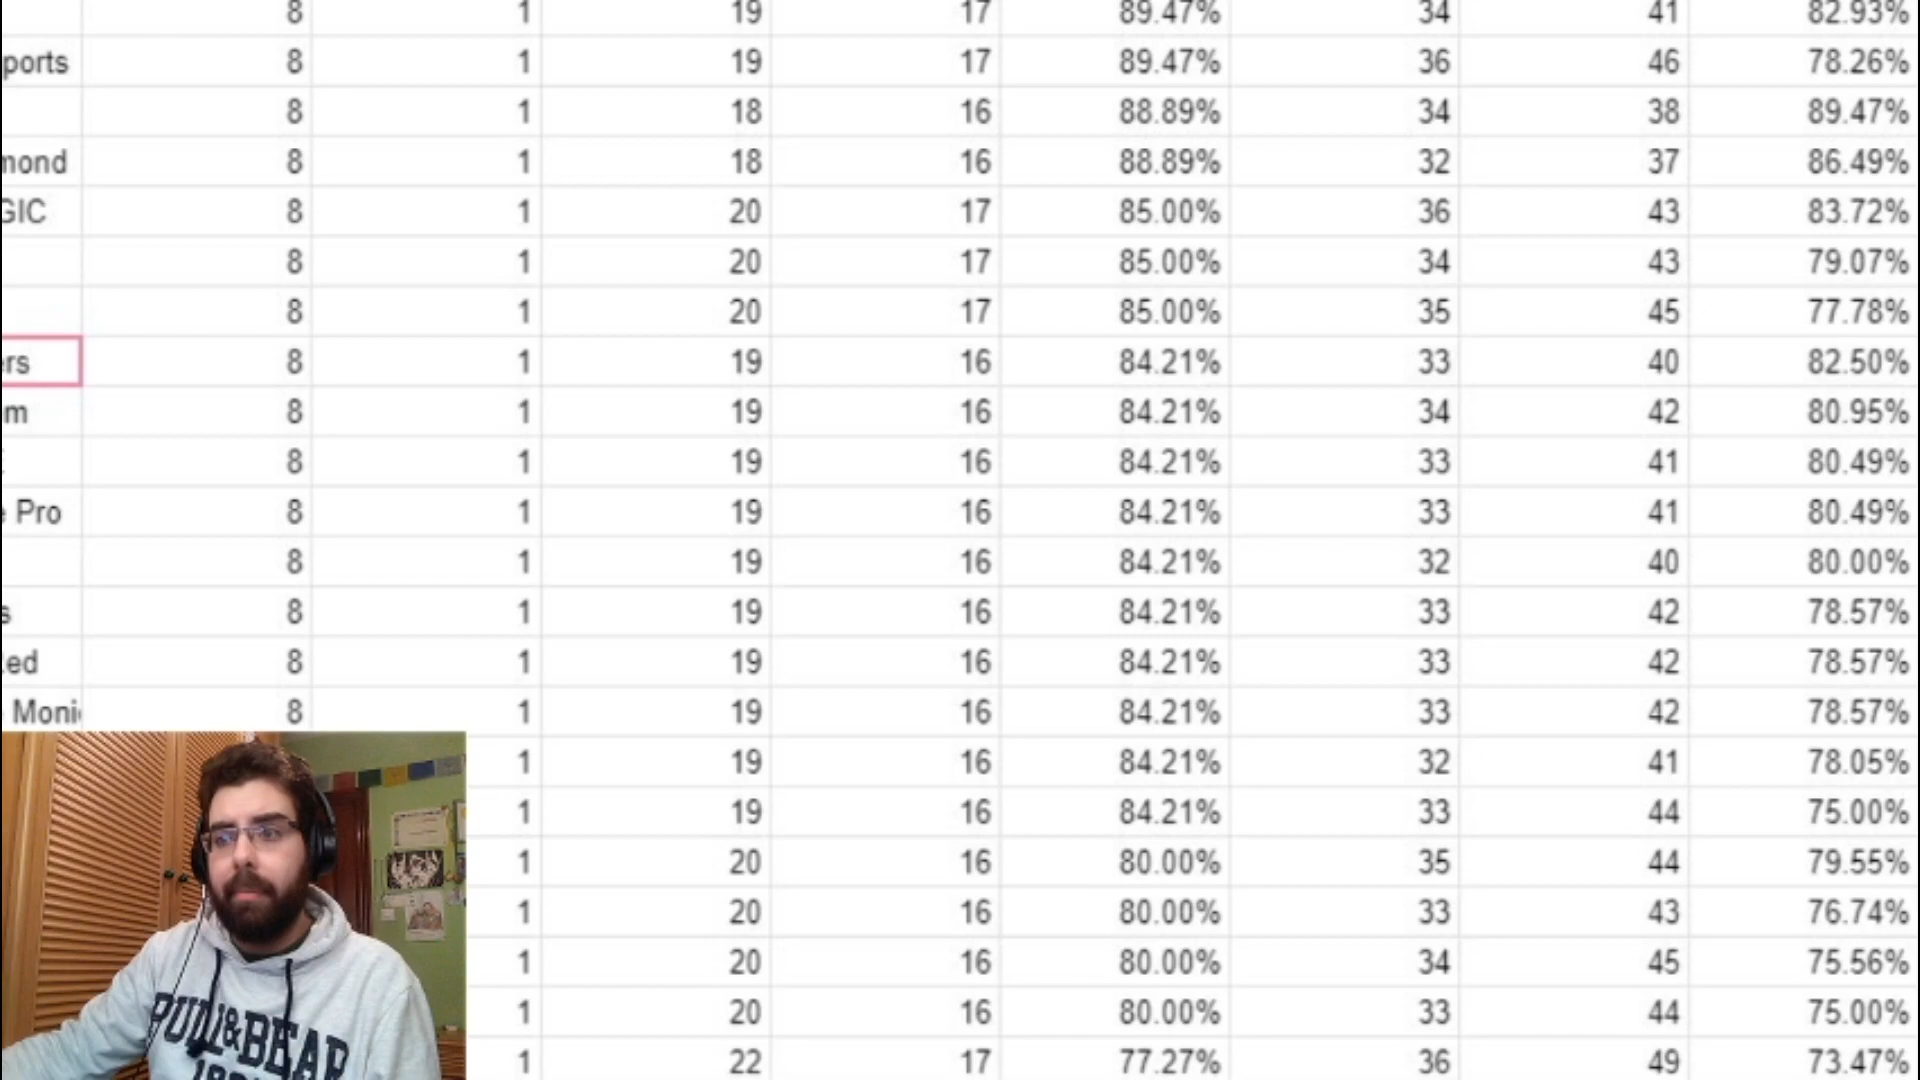 8 1 19 17 89.47% 34 41 82.93%
ports 8 1 19 17 89.47% 36 46 78.26%
8 1 18 16 88.89% 34 38 89.47%
mond 8 1 18 16 88.89% 32 37 86.49%
GIC 8 1 20 17 85.00% 36 43 83.72%
8 1 20 17 85.00% 34 43 79.07%
8 1 20 17 85.00% 35 45 77.78%
ers 8 1 19 16 84.21% 33 40 82.50%
m 8 1 19 16 84.21% 34 42 80.95%
8 1 19 16 84.21% 33 41 80.49%
e Pro 8 1 19 16 84.21% 33 41 80.49%
8 1 19 16 84.21% 32 40 80.00%
s 8 1 19 16 84.21% 33 42 78.57%
ed 8 1 19 16 84.21% 33 42 78.57%
Moni 8 1 19 16 84.21% 33 42 78.57%
1 19 16 84.21% 32 41 78.05%
1 19 16 84.21% 33 44 75.00%
1 20 16 80.00% 35 44 79.55%
1 20 16 80.00% 33 43 76.74%
1 20 16 80.00% 34 45 75.56%
1 20 16 80.00% 33 44 75.00%
1 22 17 77.27% 36 49 73.47%
PULL&BEAR